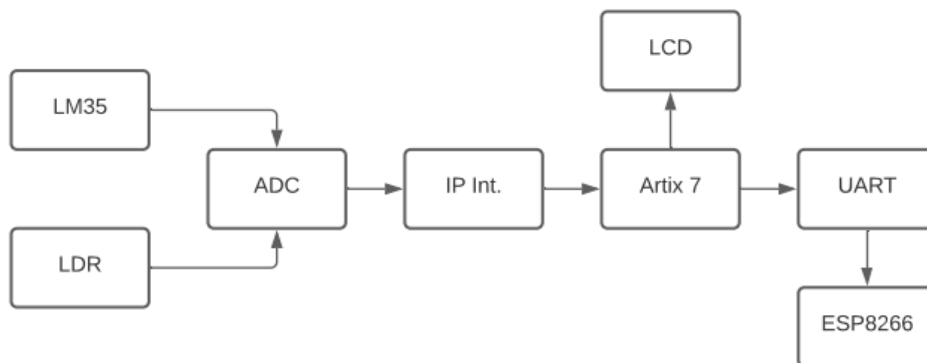 LCD
LM35
ADC
IP Int.
Artix 7
UART
LDR
ESP8266